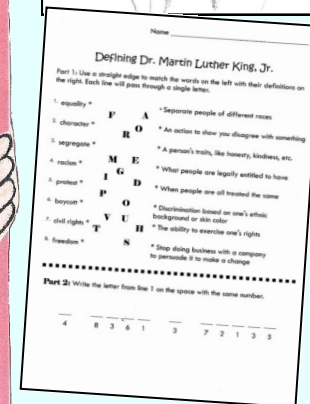 Name
Defining Dr. Martin Luther King, Jr.
Part 1: Use a straight edge to match the words on the left with their definitions on
the right. Each line will pass through a single letter.
1. equality *
* Separate people of different races
F A
2. character *
O
* An action to show you disagree with something
R
3. segregate *
* A person's traits, like honesty, kindness, etc.
M E
4. racism *
G
* What people are legally entitled to have
I D
5. protest *
* When people are all treated the same
P
6. boycott *
O
* Discrimination based on one's ethnic
background or skin color
V U
7. civil rights *
T H
* The ability to exercise one's rights
8. freedom *
S
* Stop doing business with a company
to persuade it to make a change
Part 2: Write the letter from line 1 on the space with the same number.
4 8 3 6 1 3 7 2 1 3 5